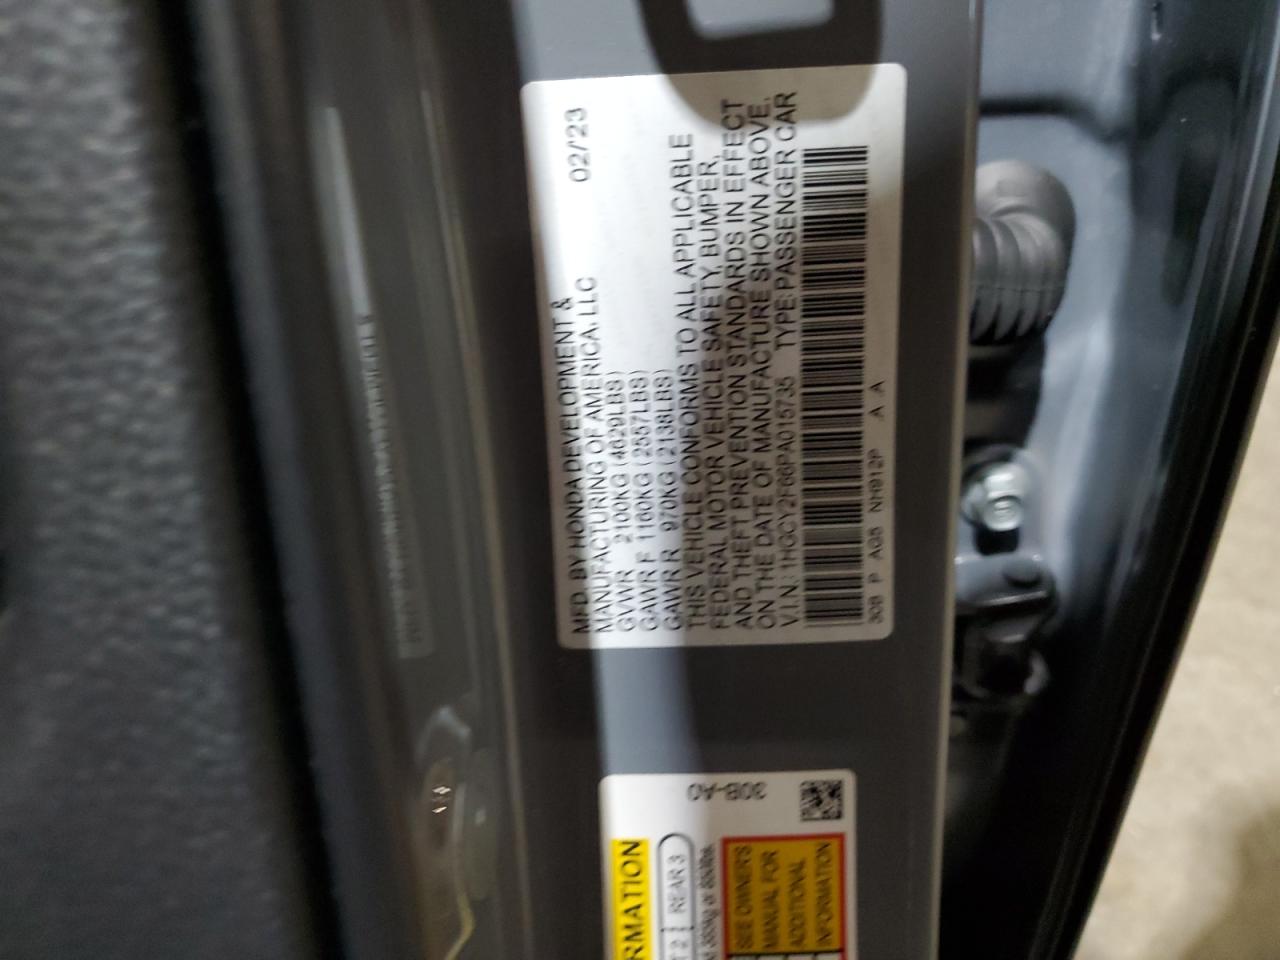 MFD. BY HONDA DEVELOPMENT &
MANUFACTURING OF AMERICA, LLC 02/'23
GVWR 2100KG (4629LBS)
GAWR F 1160KG (2557LBS)
GAWR R 970KG (2138LBS)
THIS VEHICLE CONFORMS TO ALL APPLICABLE
FEDERAL MOTOR VEHICLE SAFETY, BUMPER,
AND THEFT PREVENTION STANDARDS IN EFFECT
ON THE DATE OF MANUFACTURE SHOWN ABOVE.
V.I.N.: 1HGCY2F66PA015735 TYPE:PASSENGER CAR
30B P AG5 NH912P A A
30B-A0
RMATION
T 2 REAR 3
SEE OWNER'S
MANUAL FOR
ADDITIONAL
INFORMATION